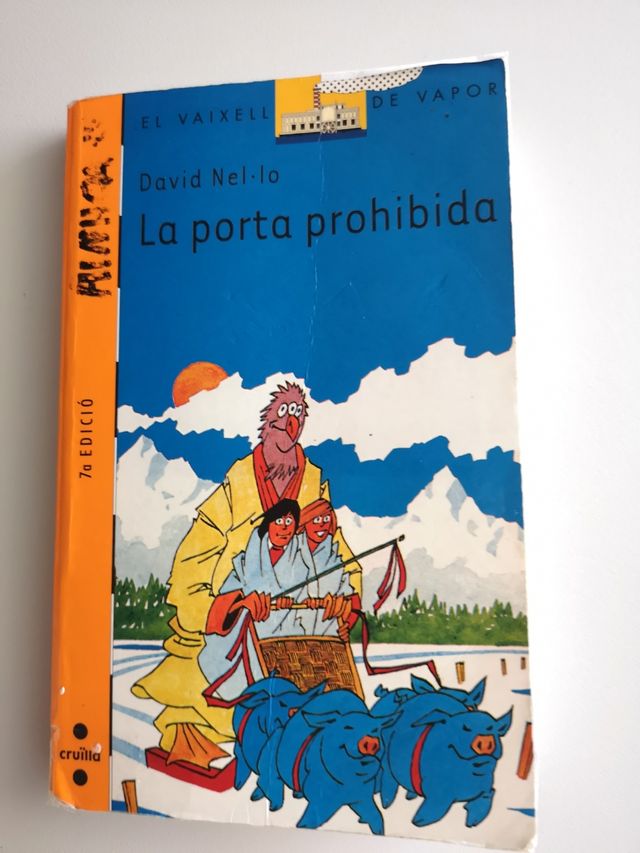 EL VAIXELL DE VAPOR
David Nel·lo
La porta prohibida
7a EDICIÓ
cruïlla